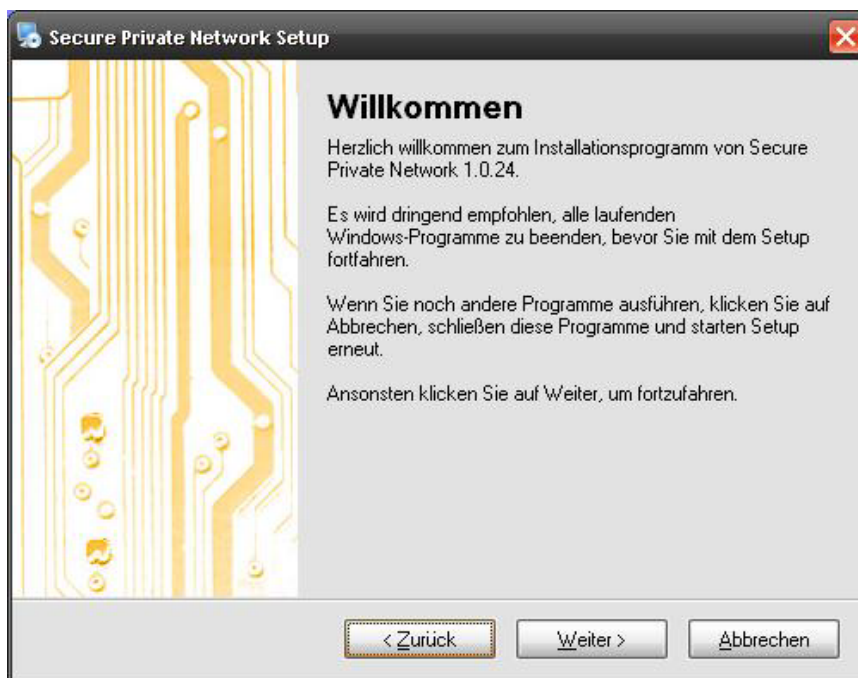 Secure Private Network Setup
Willkommen
Herzlich willkommen zum Installationsprogramm von Secure
Private Network 1.0.24.
Es wird dringend empfohlen, alle laufenden
Windows-Programme zu beenden, bevor Sie mit dem Setup
fortfahren.
Wenn Sie noch andere Programme ausführen, klicken Sie auf
Abbrechen, schließen diese Programme und starten Setup
erneut.
Ansonsten klicken Sie auf Weiter, um fortzufahren.
< Zurück
Weiter >
Abbrechen